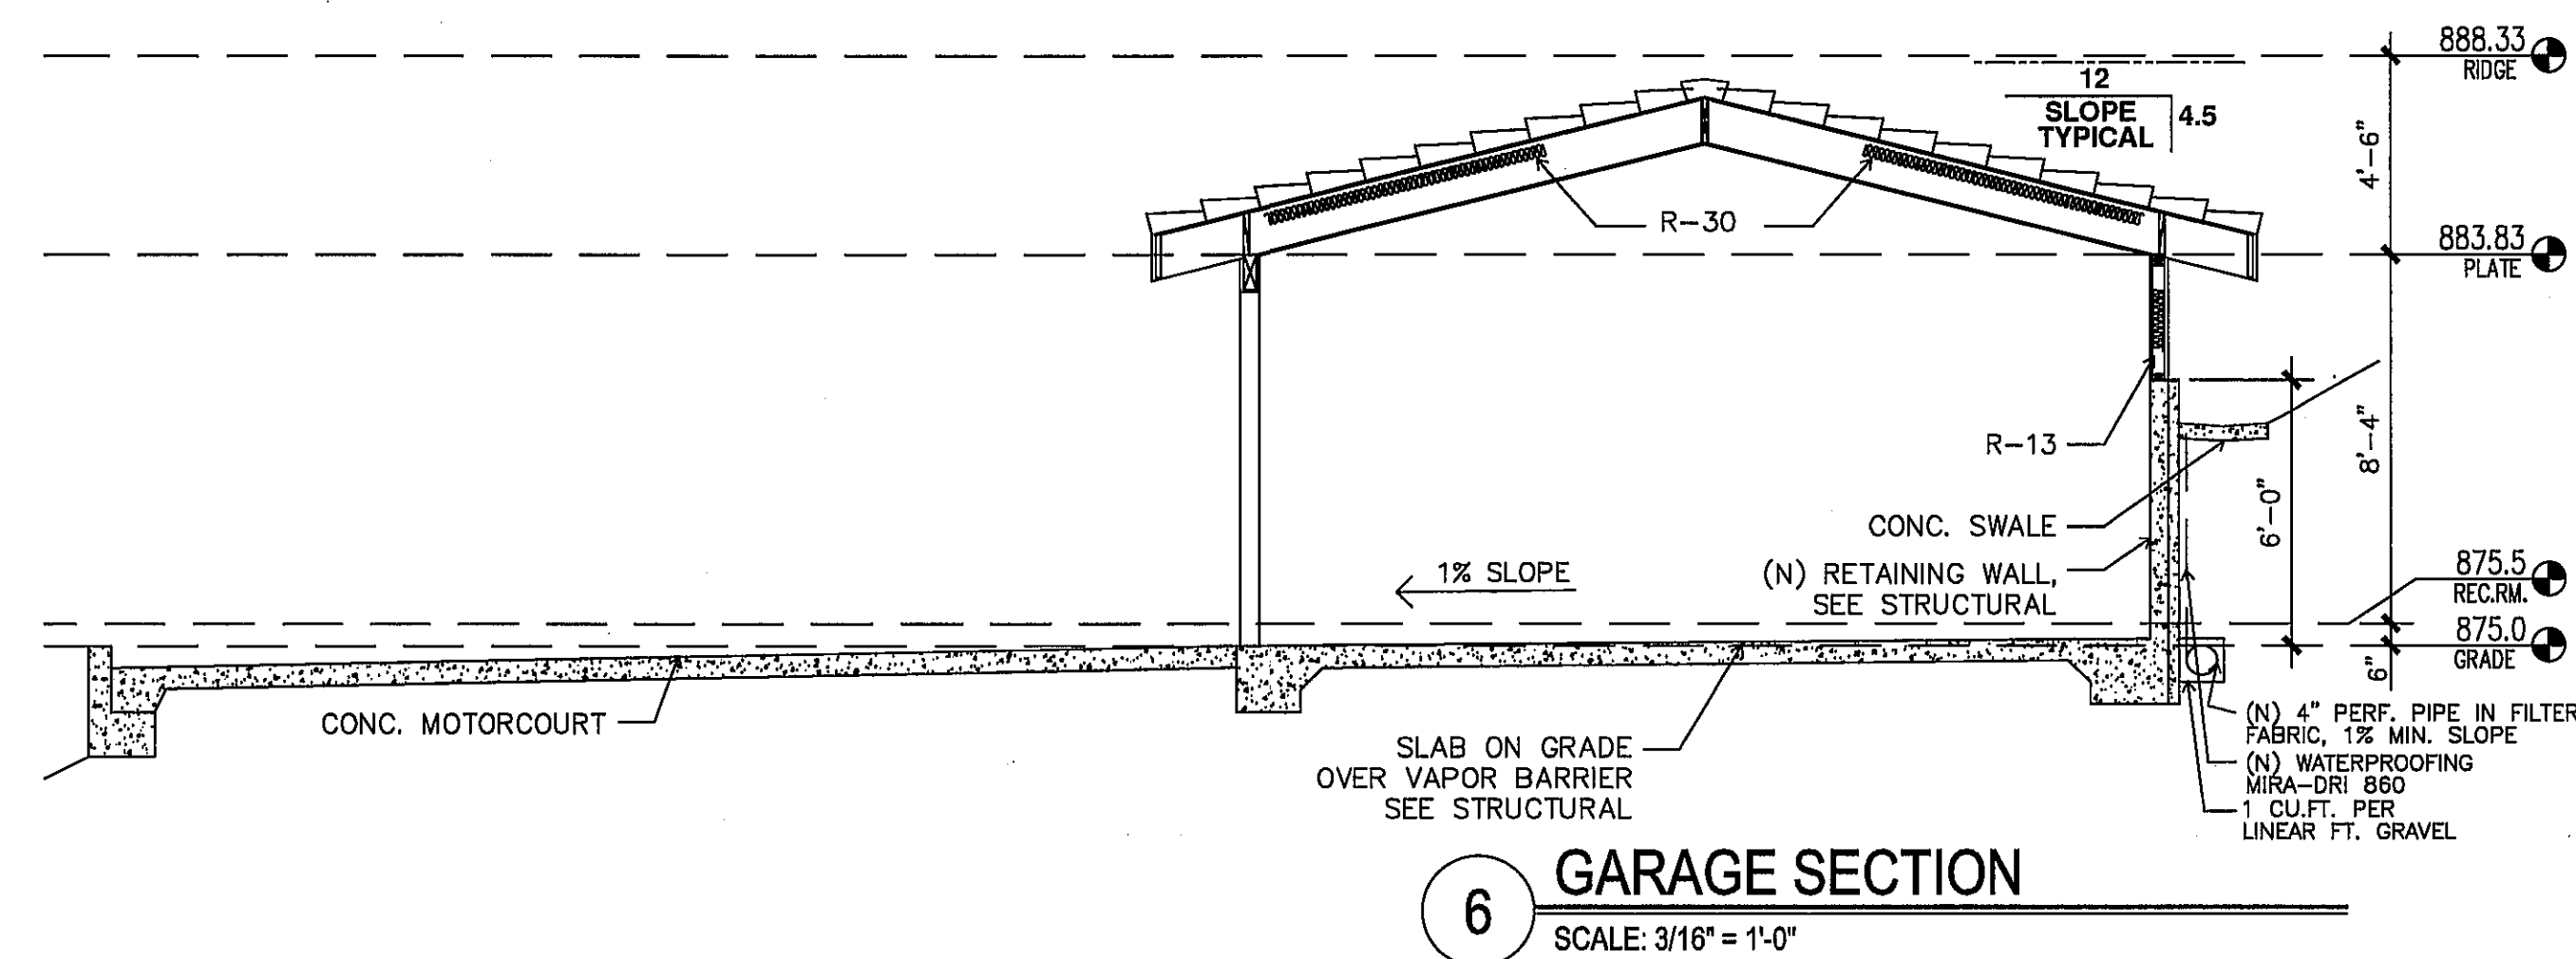 888.33
RIDGE
12
SLOPE
TYPICAL
4.5
4'-6"
R-30
883.83
PLATE
R-13
8'-4"
CONC. SWALE
6'-0"
1% SLOPE
(N) RETAINING WALL,
SEE STRUCTURAL
875.5
REC.RM.
875.0
GRADE
6"
CONC. MOTORCOURT
SLAB ON GRADE
OVER VAPOR BARRIER
SEE STRUCTURAL
(N) 4" PERF. PIPE IN FILTER
FABRIC, 1% MIN. SLOPE
(N) WATERPROOFING
MIRA-DRI 860
1 CU.FT. PER
LINEAR FT. GRAVEL
6
GARAGE SECTION
SCALE: 3/16" = 1'-0"